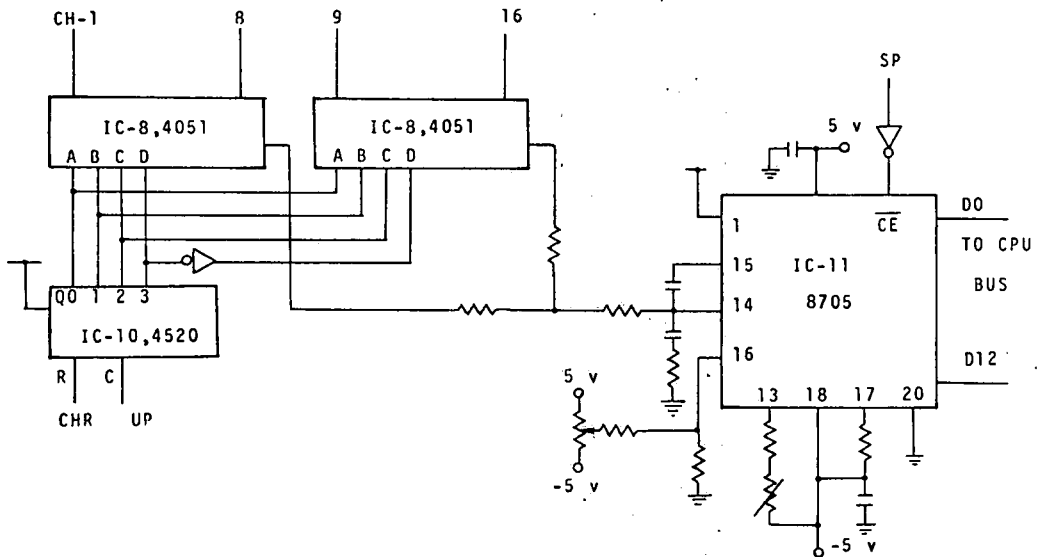 CH-1 8 9 16
SP
IC-8,4051 IC-8,4051
5 v
A B C D A B C D
D0
1 CE
TO CPU
15 IC-11
BUS
Q0 1 2 3
14 8705
IC-10,4520
16
D12
R C
5 v
13 18 17 20
CHR UP
-5 v
-5 v